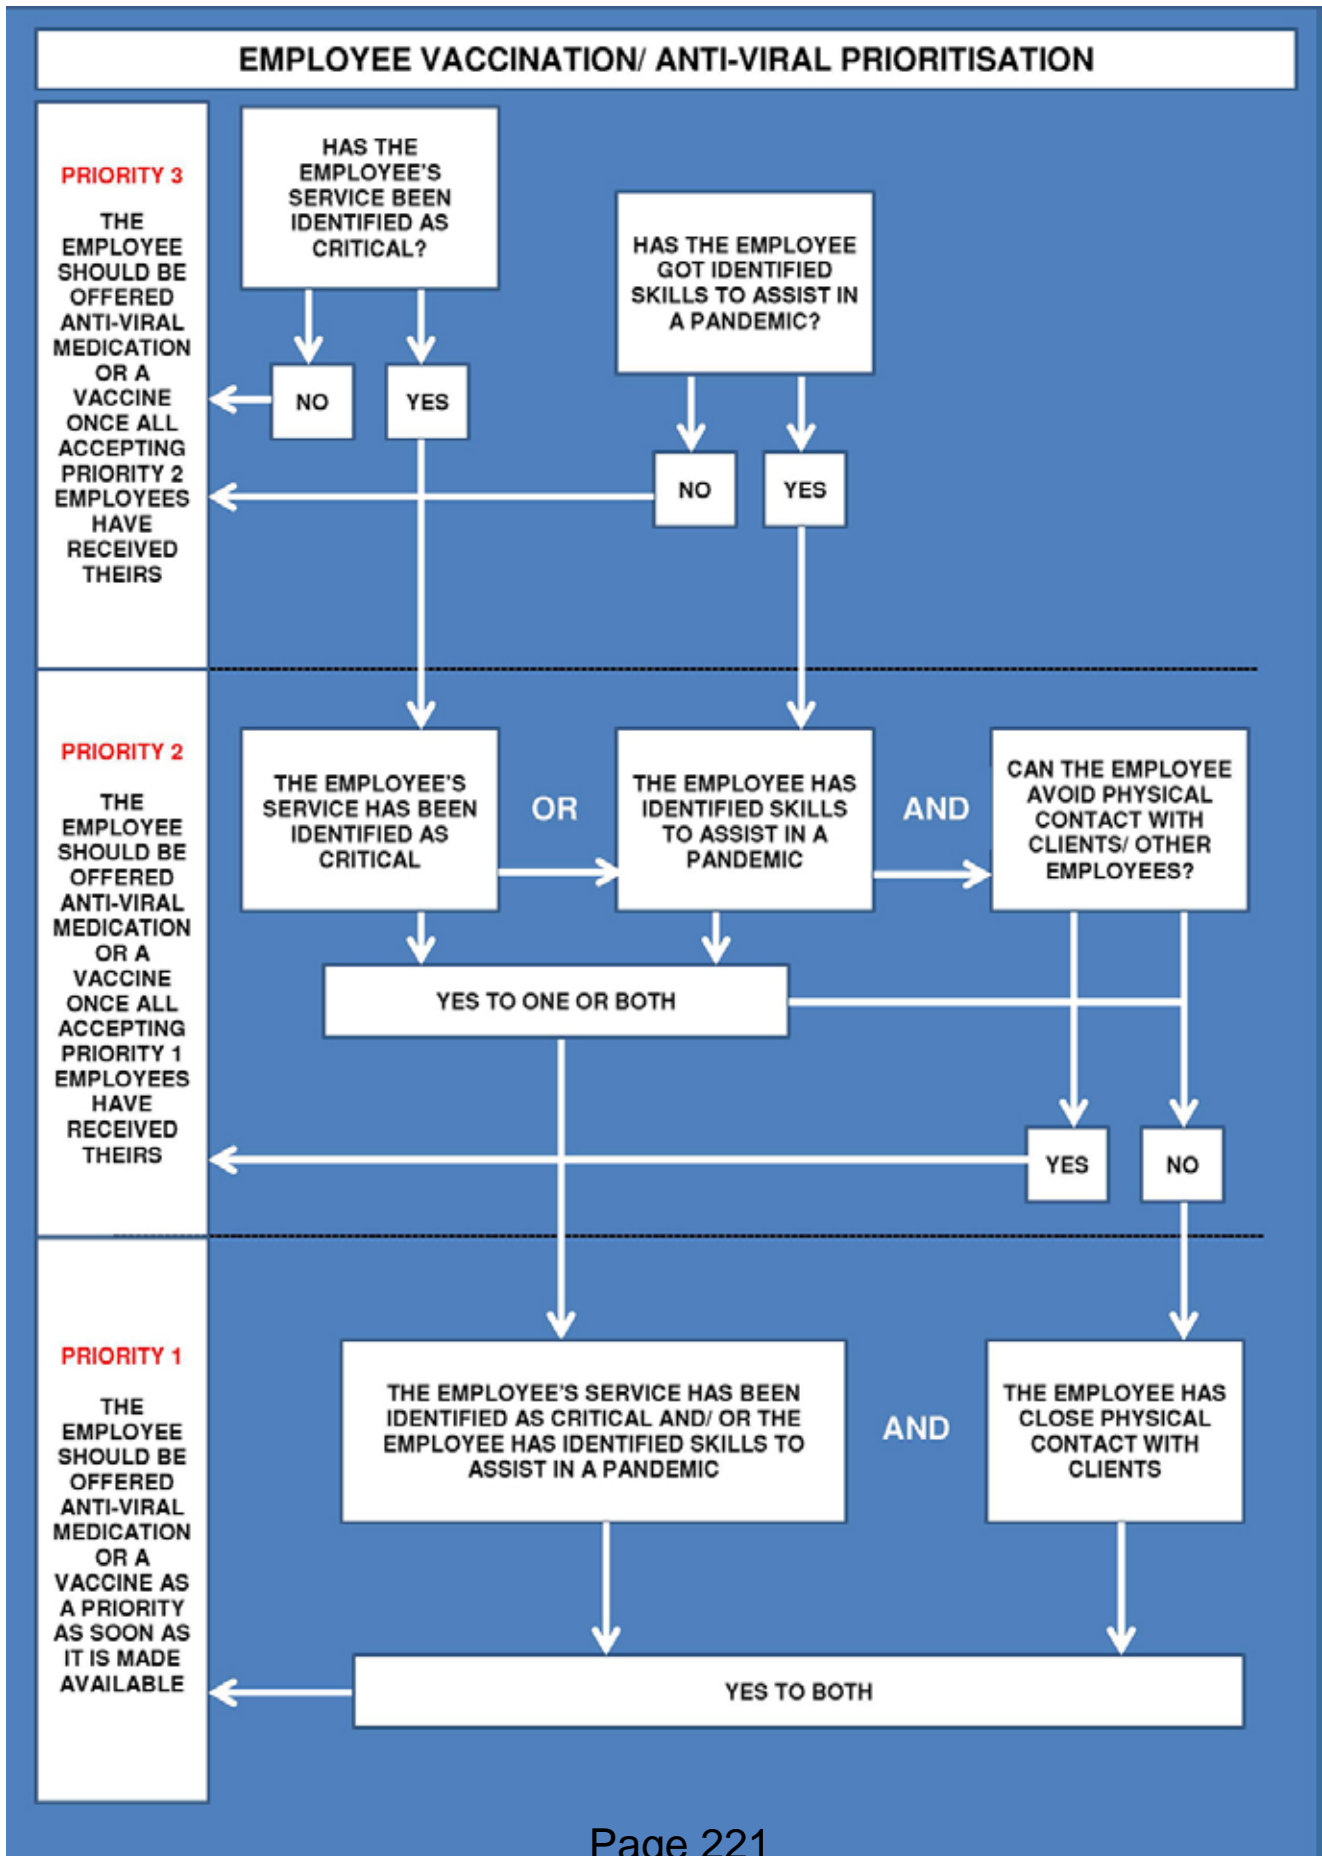 EMPLOYEE VACCINATION/ ANTI-VIRAL PRIORITISATION
PRIORITY 3
THE
EMPLOYEE
SHOULD BE
OFFERED
ANTI-VIRAL
MEDICATION
OR A
VACCINE
ONCE ALL
ACCEPTING
PRIORITY 2
EMPLOYEES
HAVE
RECEIVED
THEIRS
HAS THE
EMPLOYEE'S
SERVICE BEEN
IDENTIFIED AS
CRITICAL?
NO
YES
HAS THE EMPLOYEE
GOT IDENTIFIED
SKILLS TO ASSIST IN
A PANDEMIC?
NO
YES
PRIORITY 2
THE
EMPLOYEE
SHOULD BE
OFFERED
ANTI-VIRAL
MEDICATION
OR A
VACCINE
ONCE ALL
ACCEPTING
PRIORITY 1
EMPLOYEES
HAVE
RECEIVED
THEIRS
THE EMPLOYEE'S
SERVICE HAS BEEN
IDENTIFIED AS
CRITICAL
OR
THE EMPLOYEE HAS
IDENTIFIED SKILLS
TO ASSIST IN A
PANDEMIC
AND
CAN THE EMPLOYEE
AVOID PHYSICAL
CONTACT WITH
CLIENTS/ OTHER
EMPLOYEES?
YES TO ONE OR BOTH
YES
NO
PRIORITY 1
THE
EMPLOYEE
SHOULD BE
OFFERED
ANTI-VIRAL
MEDICATION
OR A
VACCINE AS
A PRIORITY
AS SOON AS
IT IS MADE
AVAILABLE
THE EMPLOYEE'S SERVICE HAS BEEN
IDENTIFIED AS CRITICAL AND/ OR THE
EMPLOYEE HAS IDENTIFIED SKILLS TO
ASSIST IN A PANDEMIC
AND
THE EMPLOYEE HAS
CLOSE PHYSICAL
CONTACT WITH
CLIENTS
YES TO BOTH
Page 221